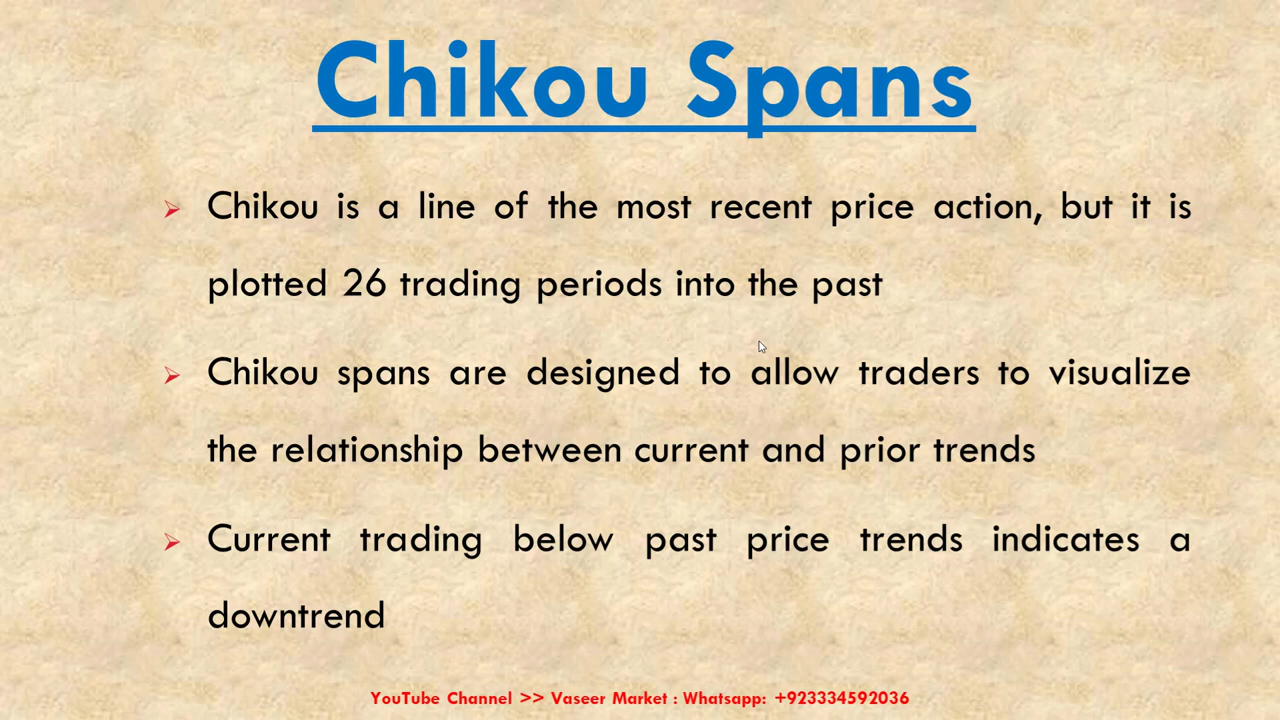 Chikou Spans
Chikou is a line of the most recent price action, but it is
plotted 26 trading periods into the past
Chikou spans are designed to allow traders to visualize
the relationship between current and prior trends
Current trading below past price trends indicates a
downtrend
YouTube Channel >> Vaseer Market : Whatsapp: +923334592036